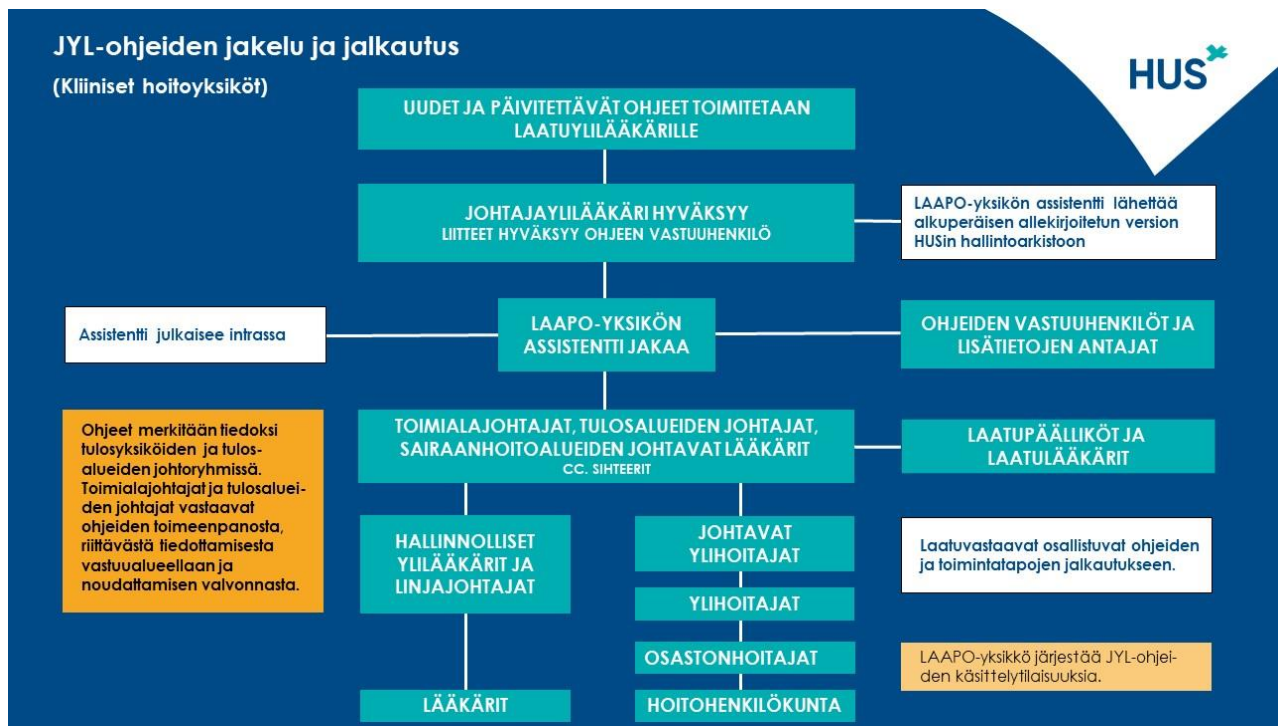 JYL-ohjeiden jakelu ja jalkautus
(Kliiniset hoitoyksiköt)
HUS
UUDET JA PÄIVITETTÄVÄT OHJEET TOIMITETAAN
LAATUYLILÄÄKÄRILLE
JOHTAJAYLILÄÄKÄRI HYVÄKSYY
LIITTEET HYVÄKSYY OHJEEN VASTUUHENKILÖ
LAAPO-yksikön assistentti lähettää
alkuperäisen allekirjoitetun version
HUSin hallintoarkistoon
Assistentti julkaisee intrassa
LAAPO-YKSIKÖN
ASSISTENTTI JAKAA
OHJEIDEN VASTUUHENKILÖT JA
LISÄTIETOJEN ANTAJAT
Ohjeet merkitään tiedoksi
tulosyksiköiden ja tulos-
alueiden johtoryhmissä.
Toimialajohtajat ja tulosaluei-
den johtajat vastaavat
ohjeiden toimeenpanosta,
riittävästä tiedottamisesta
vastuualueellaan ja
noudattamisen valvonnasta.
TOIMIALAJOHTAJAT, TULOSALUEIDEN JOHTAJAT,
SAIRAANHOITOALUEIDEN JOHTAVAT LÄÄKÄRIT
CC. SIHTEERIT
LAATUPÄÄLLIKÖT JA
LAATULÄÄKÄRIT
HALLINNOLLISET
YLILÄÄKÄRIT JA
LINJAJOHTAJAT
JOHTAVAT
YLIHOITAJAT
Laatuvastaavat osallistuvat ohjeiden
ja toimintatapojen jalkautukseen.
YLIHOITAJAT
OSASTONHOITAJAT
LAAPO-yksikkö järjestää JYL-ohjei-
den käsittelytilaisuuksia.
LÄÄKÄRIT
HOITOHENKILÖKUNTA